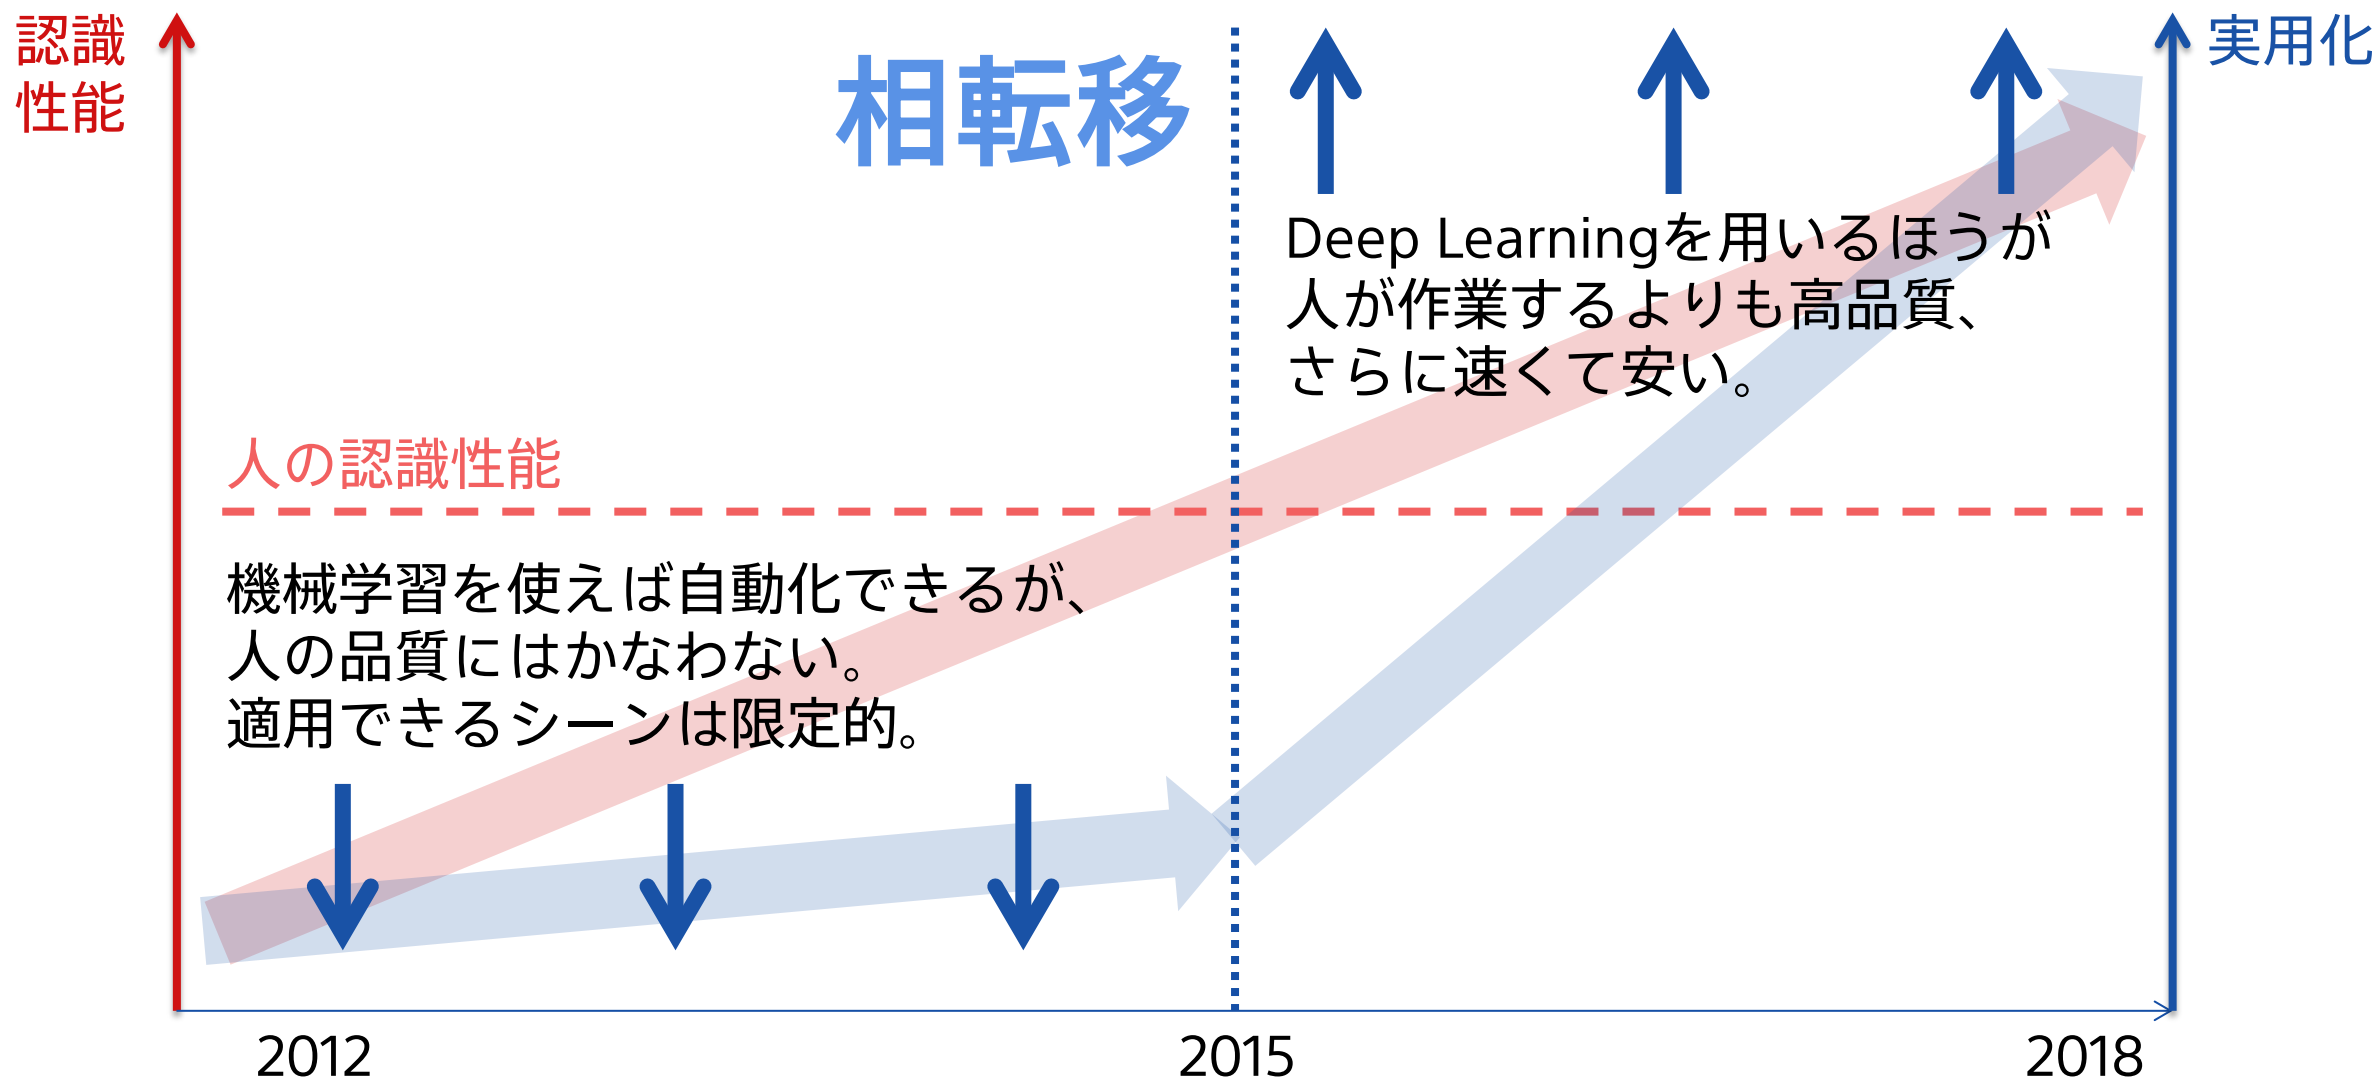 認識
性能
実用化
相転移
Deep Learningを用いるほうが
人が作業するよりも高品質、
さらに速くて安い。
人の認識性能
機械学習を使えば自動化できるが、
人の品質にはかなわない。
適用できるシーンは限定的。
2012
2015
2018